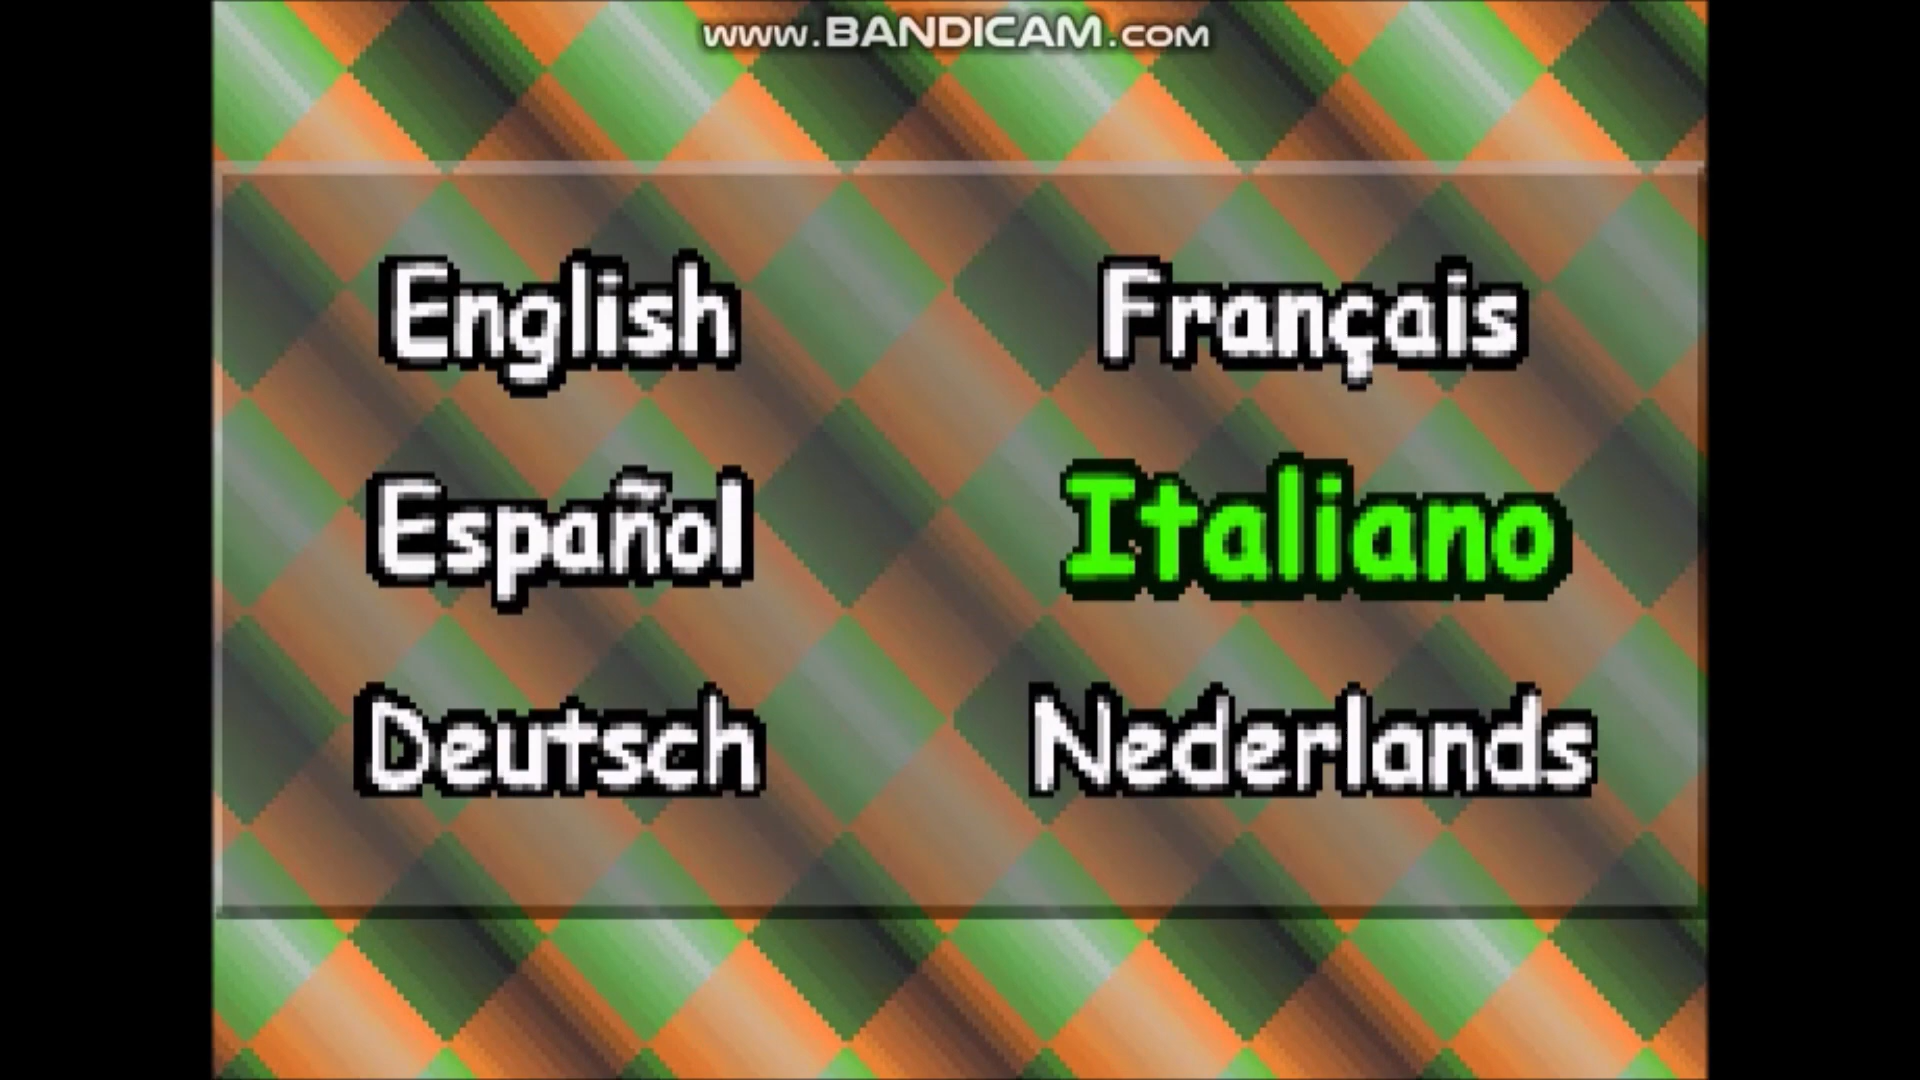 www.BANDICAM.com
English
Français
Español
Italiano
Deutsch
Nederlands